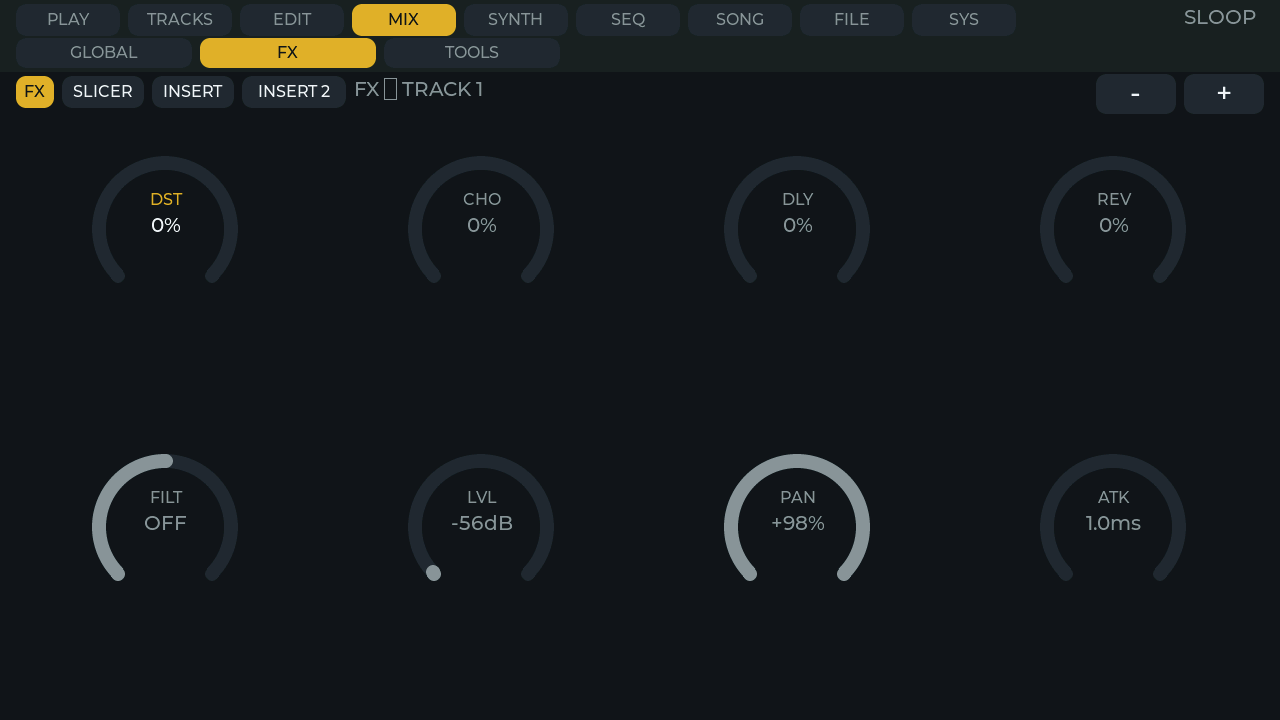 PLAY TRACKS EDIT MIX SYNTH SEQ SONG FILE SYS SLOOP
GLOBAL FX TOOLS
FX SLICER INSERT INSERT 2 FX TRACK 1 - +
DST CHO DLY REV
0% 0% 0% 0%
FILT LVL PAN ATK
OFF -56dB +98% 1.0ms